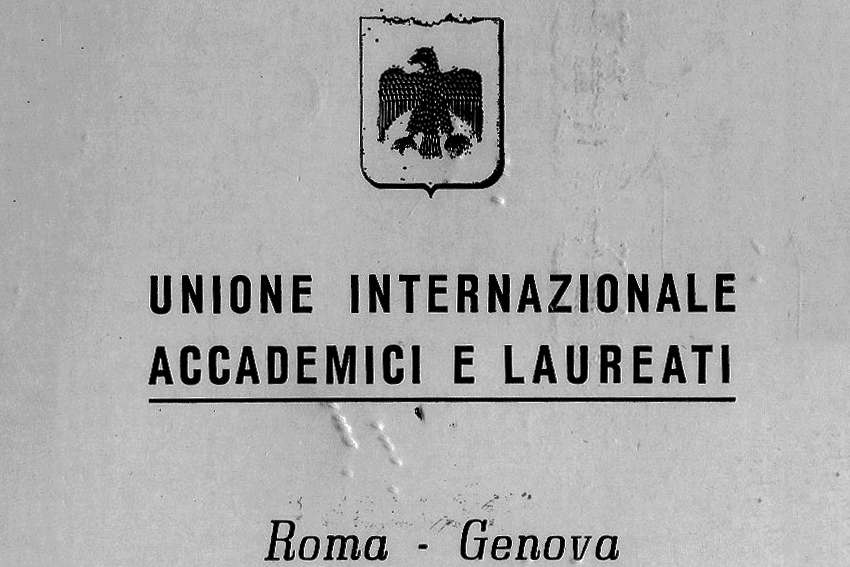 UNIONE INTERNAZIONALE
ACCADEMICI E LAUREATI
Roma - Genova